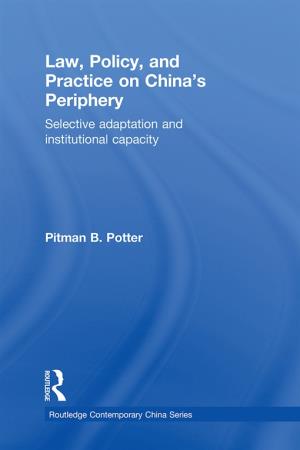 Law, Policy, and
Practice on China's
Periphery
Selective adaptation and
institutional capacity
Pitman B. Potter
ROUTLEDGE
Routledge Contemporary China Series